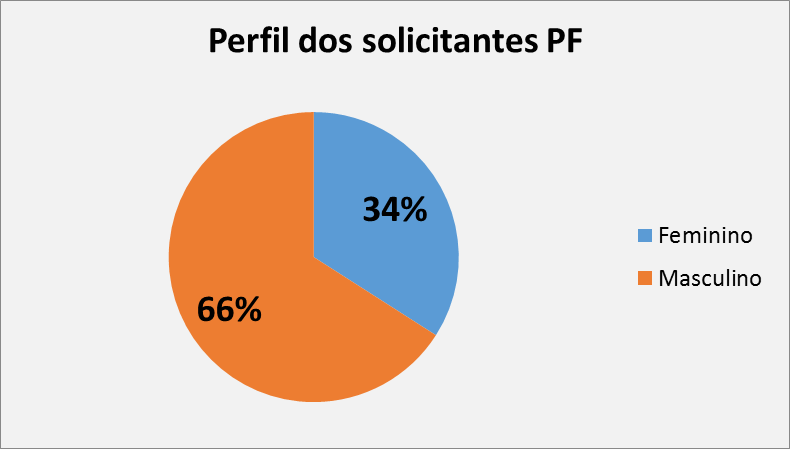 Perfil dos solicitantes PF
34%
66%
Feminino
Masculino